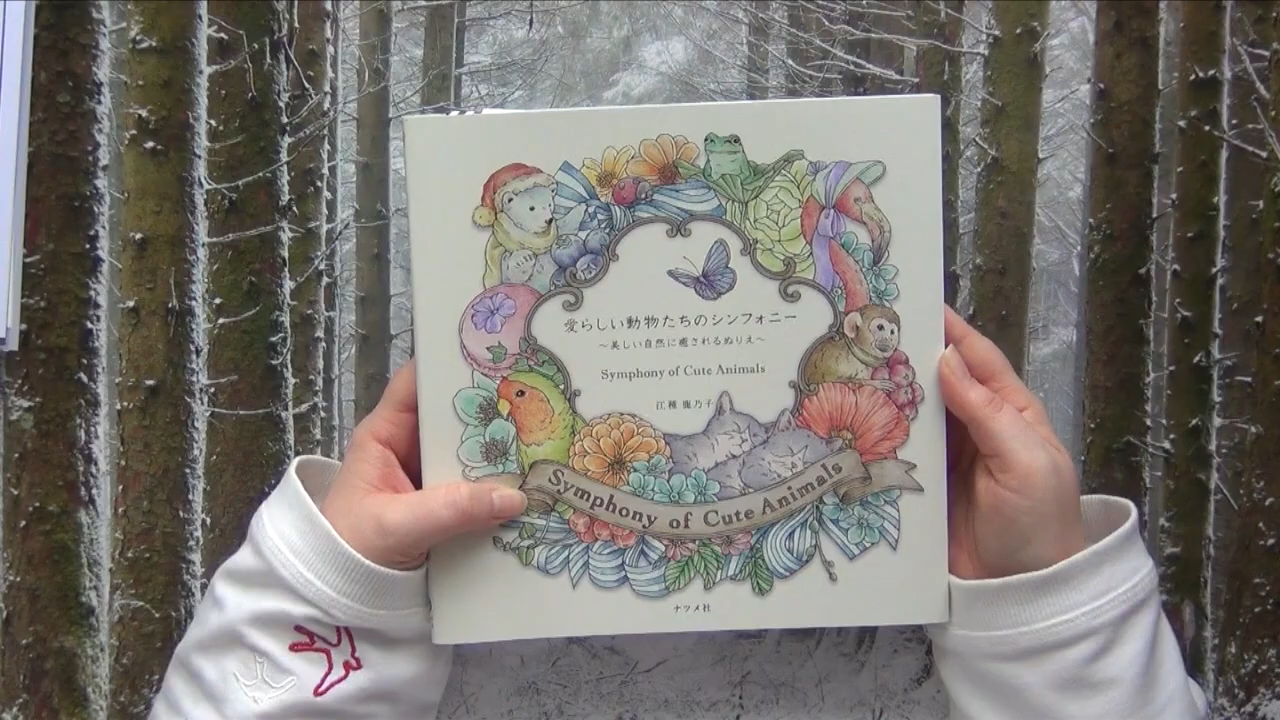 愛らしい動物たちのシンフォニー
～美しい自然に癒されるぬりえ～
Symphony of Cute Animals
江種 鹿乃子
Symphony of Cute Animals
ナツメ社